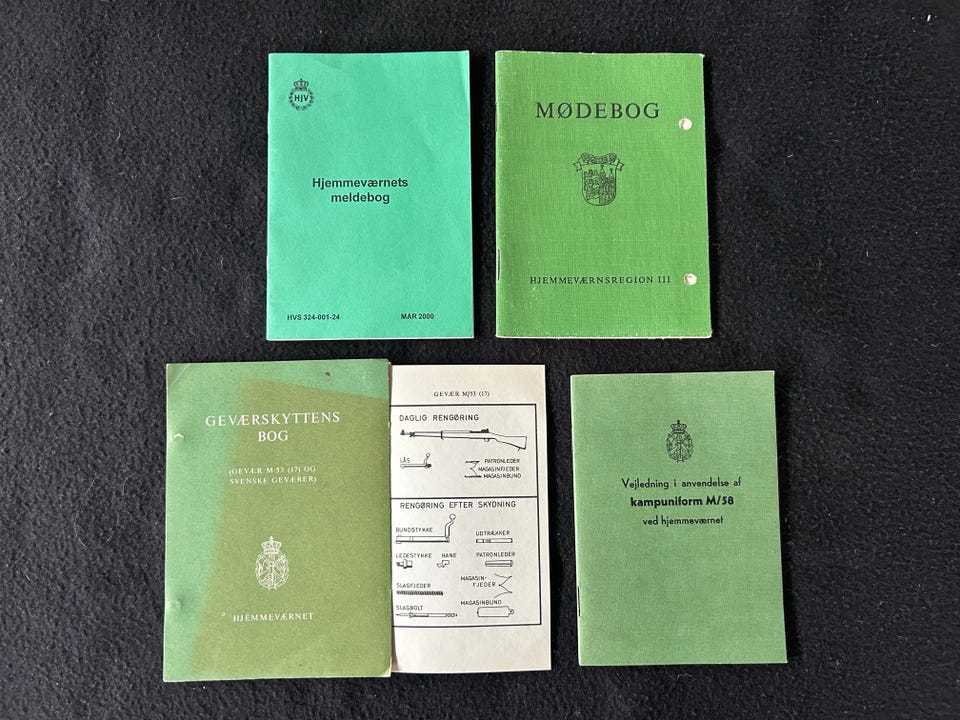 HJV
Hjemmeværnets
meldebog
HVS 324-001-24 MAR 2000
MØDEBOG
HJEMMEVÆRNSREGION III
GEVÆRSKYTTENS
BOG
(GEVÆR M-53 (17) OG
SVENSKE GEVÆRER)
HJEMMEVÆRNET
GEVÆR M/53 (17)
DAGLIG RENGØRING
LÅS
PATRONLEDER
MAGASINFJEDER
MAGASINBUND
RENGØRING EFTER SKYDNING
BUNDSTYKKE
UDTRÆKKER
LEDESTYKKE HANE PATRONLEDER
SLAGFJEDER
MAGASIN-
FJEDER
SLAGBOLT
MAGASINBUND
Vejledning i anvendelse af
kampuniform M/58
ved hjemmeværnet